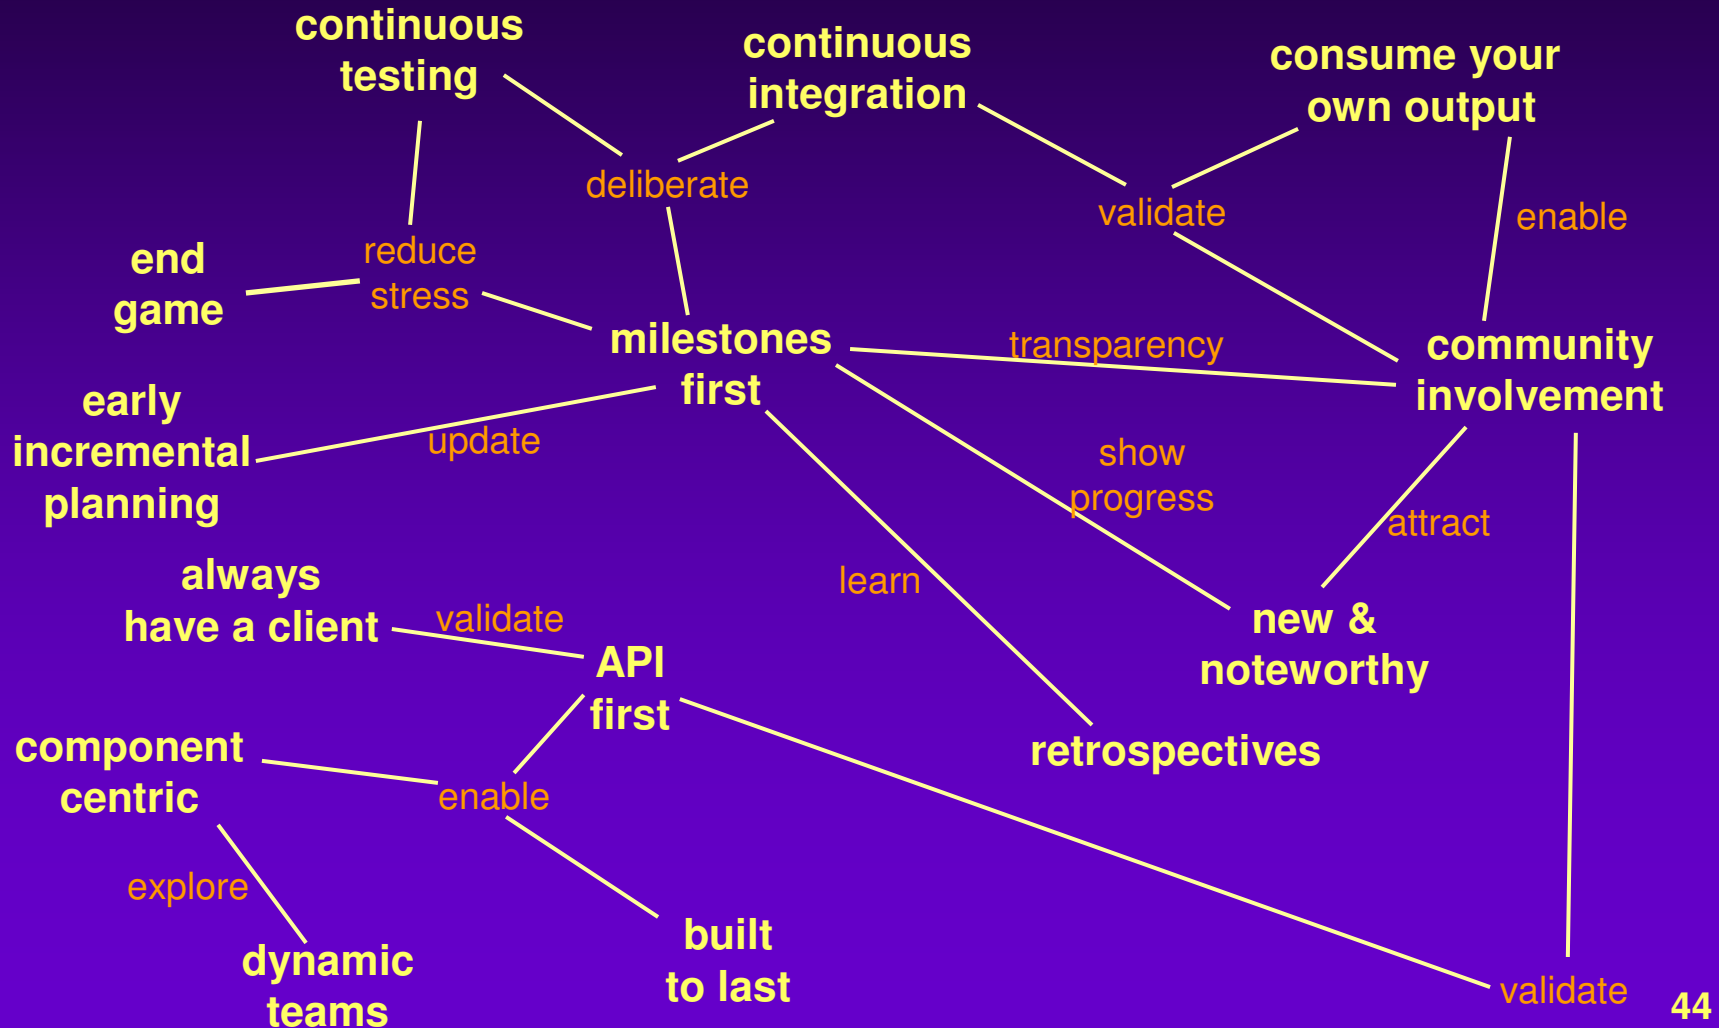 continuous
testing
continuous
integration
consume your
own output
deliberate
validate
enable
end
game
reduce
stress
milestones
first
transparency
community
involvement
early
incremental
planning
update
show
progress
attract
always
have a client
validate
learn
API
first
new &
noteworthy
component
centric
enable
retrospectives
explore
dynamic
teams
built
to last
validate
44